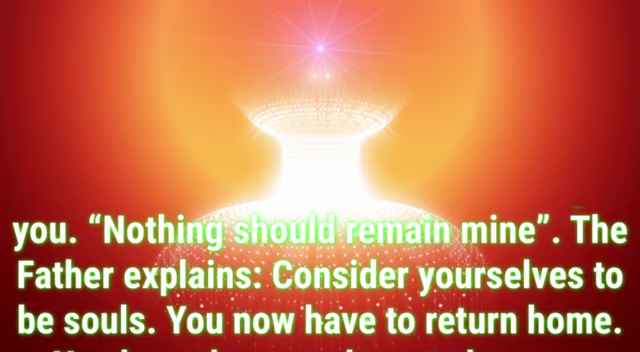 you. “Nothing should remain mine”. The
Father explains: Consider yourselves to
be souls. You now have to return home.